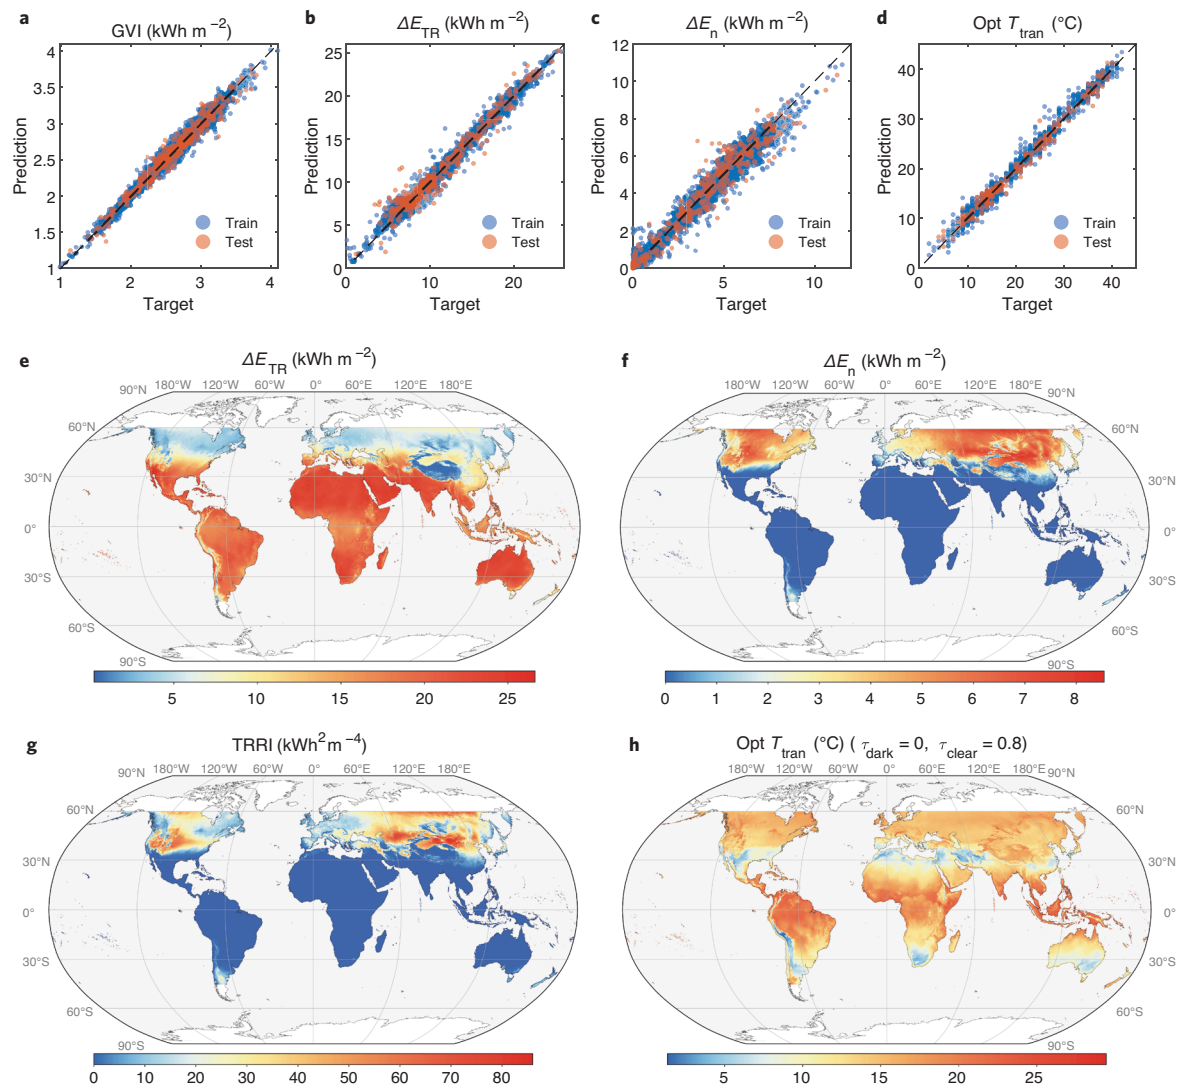 a
GVI (kWh m−2)
4
3.5
3
2.5
2
1.5
1
Prediction
Train
Test
1 2 3 4
Target
b
ΔETR (kWh m−2)
25
20
15
10
5
0
Prediction
Train
Test
0 10 20
Target
c
ΔEn (kWh m−2)
12
10
8
6
4
2
0
Prediction
Train
Test
0 5 10
Target
d
Opt Ttran (°C)
40
30
20
10
0
Prediction
Train
Test
0 10 20 30 40
Target
e
ΔETR (kWh m−2)
90°N 180°W 120°W 60°W 0° 60°E 120°E 180°E
60°N
30°N
0°
30°S
60°S
90°S
5 10 15 20 25
f
ΔEn (kWh m−2)
180°W 120°W 60°W 0° 60°E 120°E 180°E 90°N
60°N
30°N
0°
30°S
60°S
90°S
0 1 2 3 4 5 6 7 8
g
TRRI (kWh2m−4)
90°N 180°W 120°W 60°W 0° 60°E 120°E 180°E
60°N
30°N
0°
30°S
60°S
90°S
0 10 20 30 40 50 60 70 80
h
Opt Ttran (°C) ( τdark = 0, τclear = 0.8)
180°W 120°W 60°W 0° 60°E 120°E 180°E 90°N
60°N
30°N
0°
30°S
60°S
90°S
5 10 15 20 25